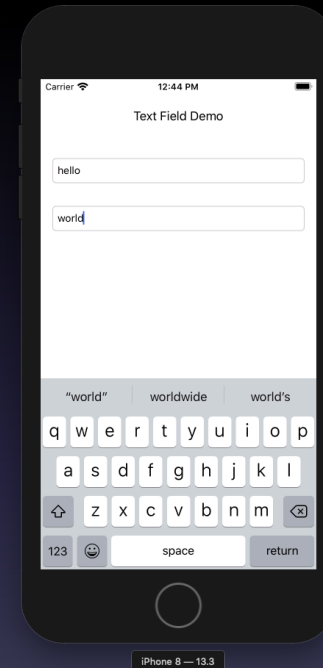 Carrier 12:44 PM
Text Field Demo
hello
world
“world” worldwide world's
q w e r t y u i o p
a s d f g h j k l
z x c v b n m
123 space return
iPhone 8 — 13.3